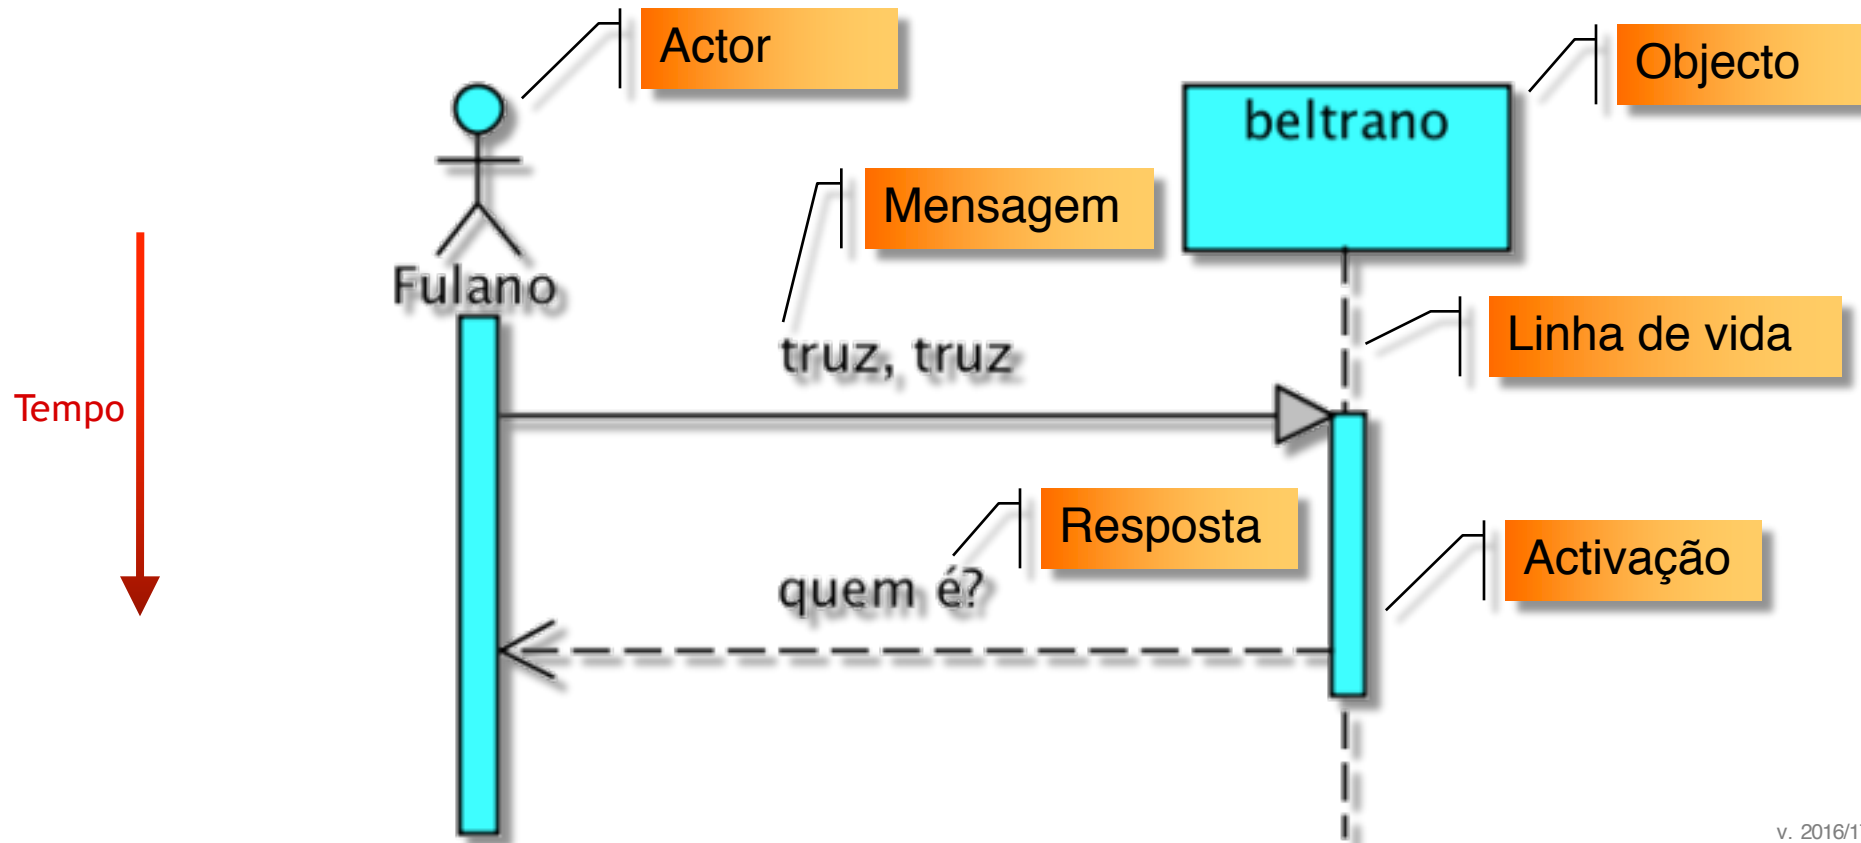 Actor
Objecto
beltrano
Mensagem
Fulano
Linha de vida
truz, truz
Tempo
Resposta
Activação
quem é?
v. 2016/1